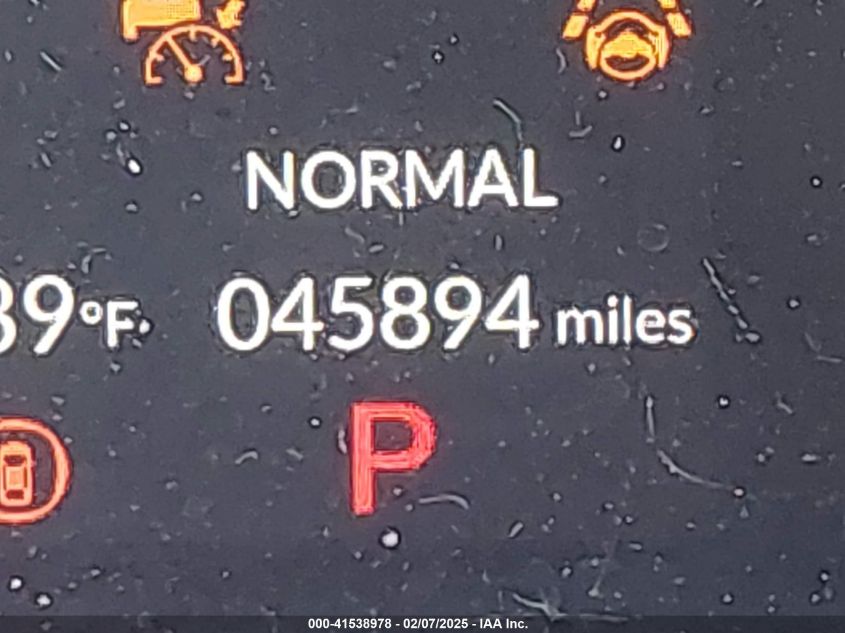 NORMAL
39°F 045894 miles
P
000-41538978 - 02/07/2025 - IAA Inc.